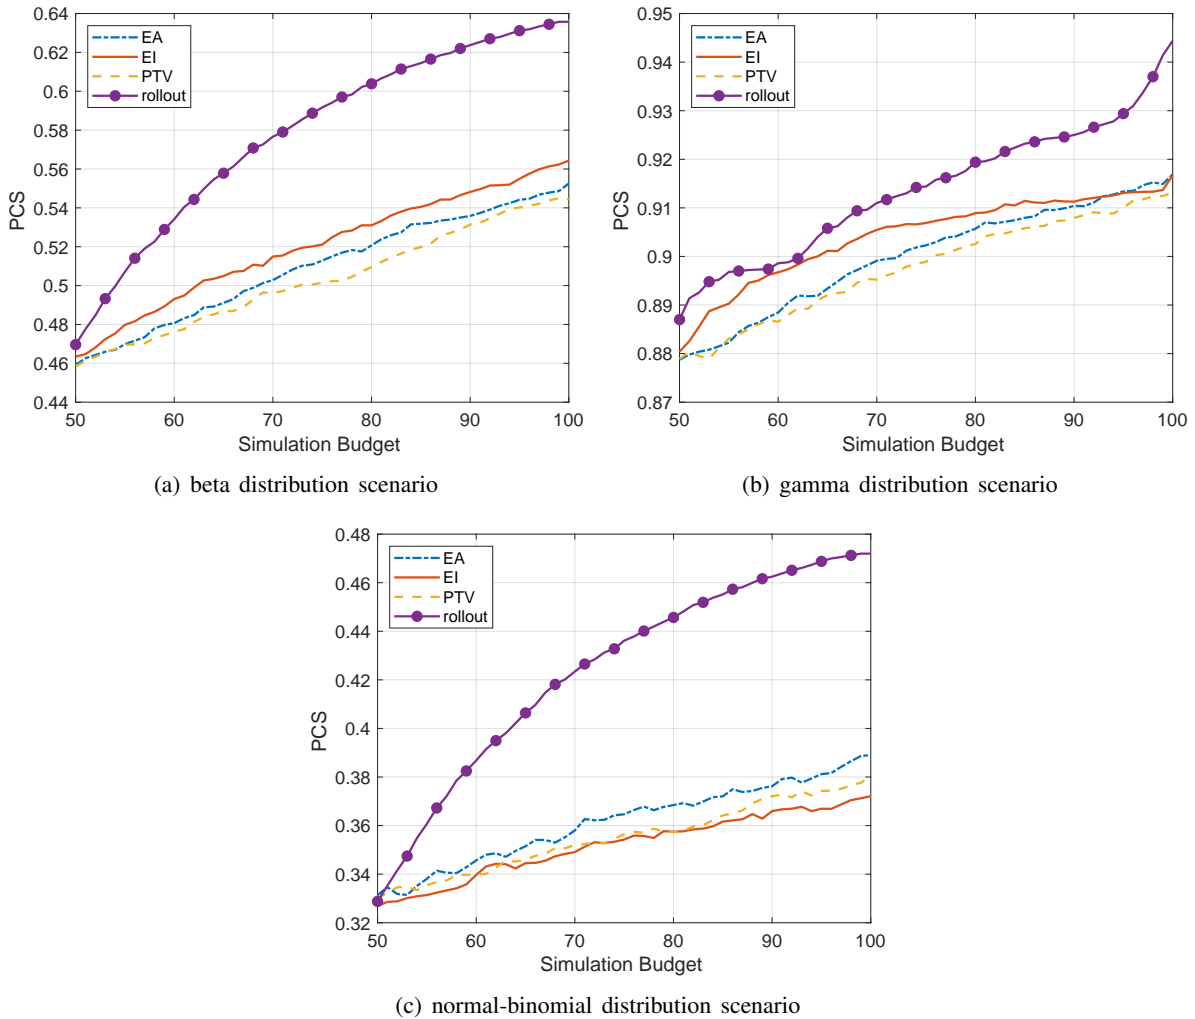 0.64
0.62
0.6
0.58
0.56
0.54
0.52
0.5
0.48
0.46
0.44
PCS
EA
EI
PTV
rollout
50 60 70 80 90 100
Simulation Budget
(a) beta distribution scenario
0.95
0.94
0.93
0.92
0.91
0.9
0.89
0.88
0.87
PCS
EA
EI
PTV
rollout
50 60 70 80 90 100
Simulation Budget
(b) gamma distribution scenario
0.48
0.46
0.44
0.42
0.4
0.38
0.36
0.34
0.32
PCS
EA
EI
PTV
rollout
50 60 70 80 90 100
Simulation Budget
(c) normal-binomial distribution scenario